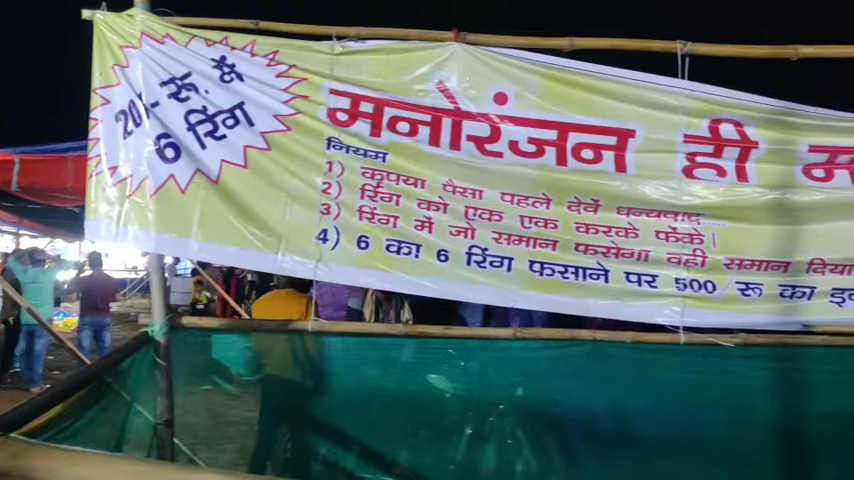 20 रू. में
6 रिंग
मनोरंजन ही म
नियम
1) कृपया पैसा पहले देवें धन्यवाद
2) रिंग को एक एक करके फेंके
3) रिंग में जो समान फसेगा वही समान दिया
4) 6 का 6 रिंग फसाने पर 500/रू का